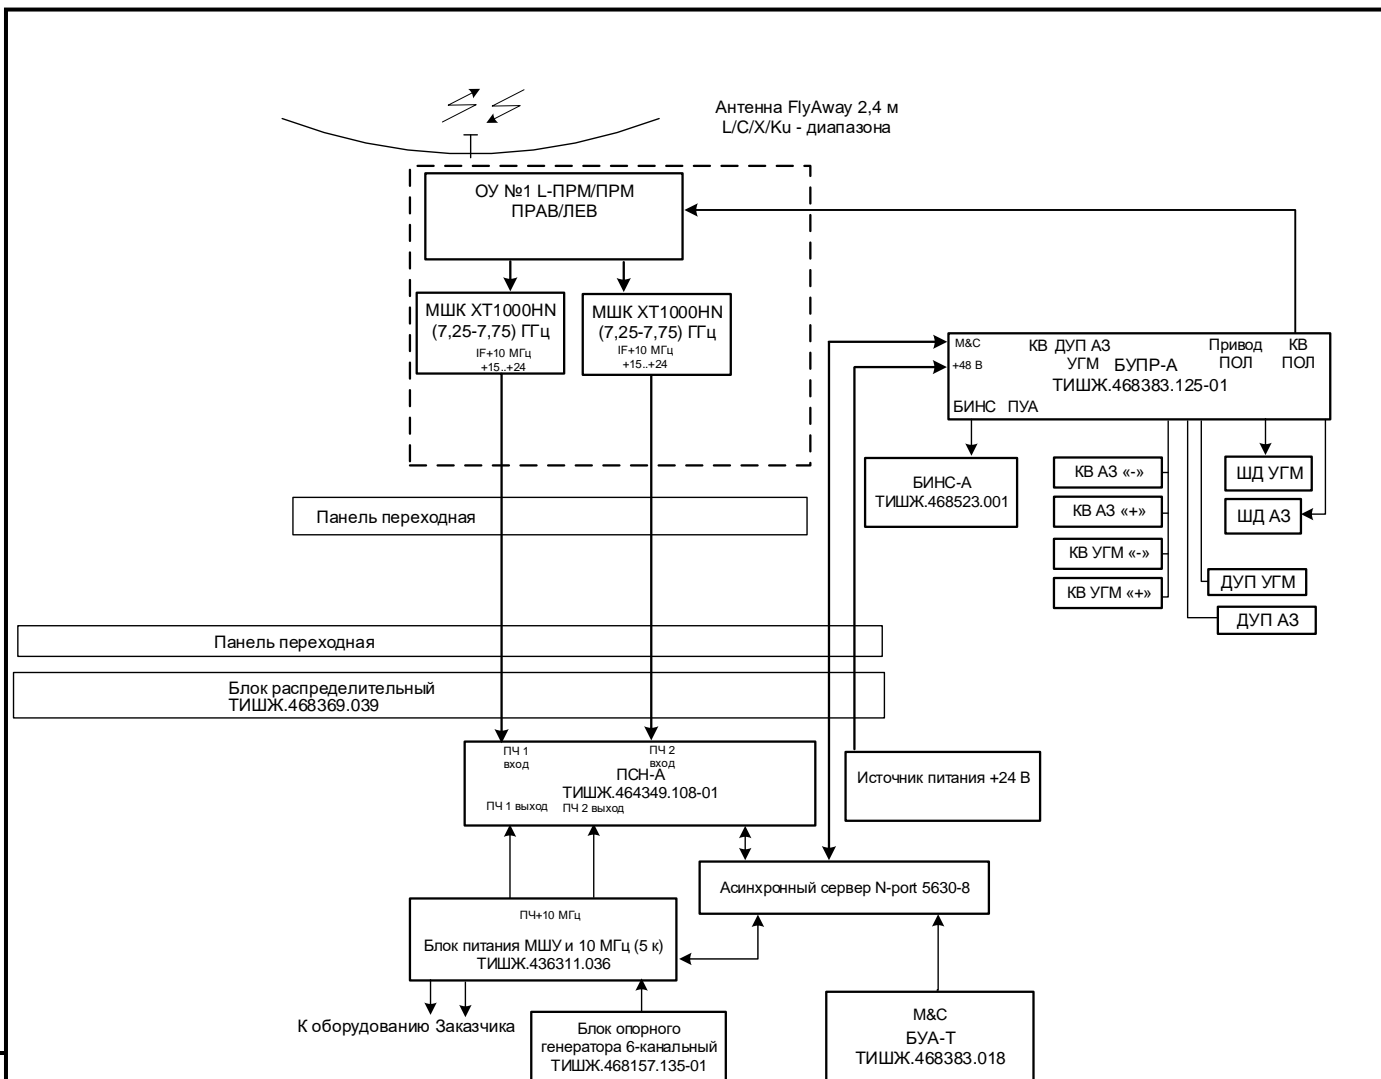 Антенна FlyAway 2,4 м
L/C/X/Ku - диапазона
ОУ №1 L-ПРМ/ПРМ
ПРАВ/ЛЕВ
МШК XT1000HN
(7,25-7,75) ГГц
IF+10 МГц
+15..+24
МШК XT1000HN
(7,25-7,75) ГГц
IF+10 МГц
+15..+24
M&C
КВ ДУП АЗ
УГМ
Привод
ПОЛ
КВ
ПОЛ
+48 В
БУПР-А
ТИШЖ.468383.125-01
БИНС ПУА
БИНС-А
ТИШЖ.468523.001
КВ АЗ «-»
КВ АЗ «+»
КВ УГМ «-»
КВ УГМ «+»
ШД УГМ
ШД АЗ
ДУП УГМ
ДУП АЗ
Панель переходная
Панель переходная
Блок распределительный
ТИШЖ.468369.039
ПЧ 1
вход
ПЧ 2
вход
ПСН-А
ТИШЖ.464349.108-01
ПЧ 1 выход
ПЧ 2 выход
Источник питания +24 В
Асинхронный сервер N-port 5630-8
ПЧ+10 МГц
Блок питания МШУ и 10 МГц (5 к)
ТИШЖ.436311.036
К оборудованию Заказчика
Блок опорного
генератора 6-канальный
ТИШЖ.468157.135-01
M&C
БУА-Т
ТИШЖ.468383.018